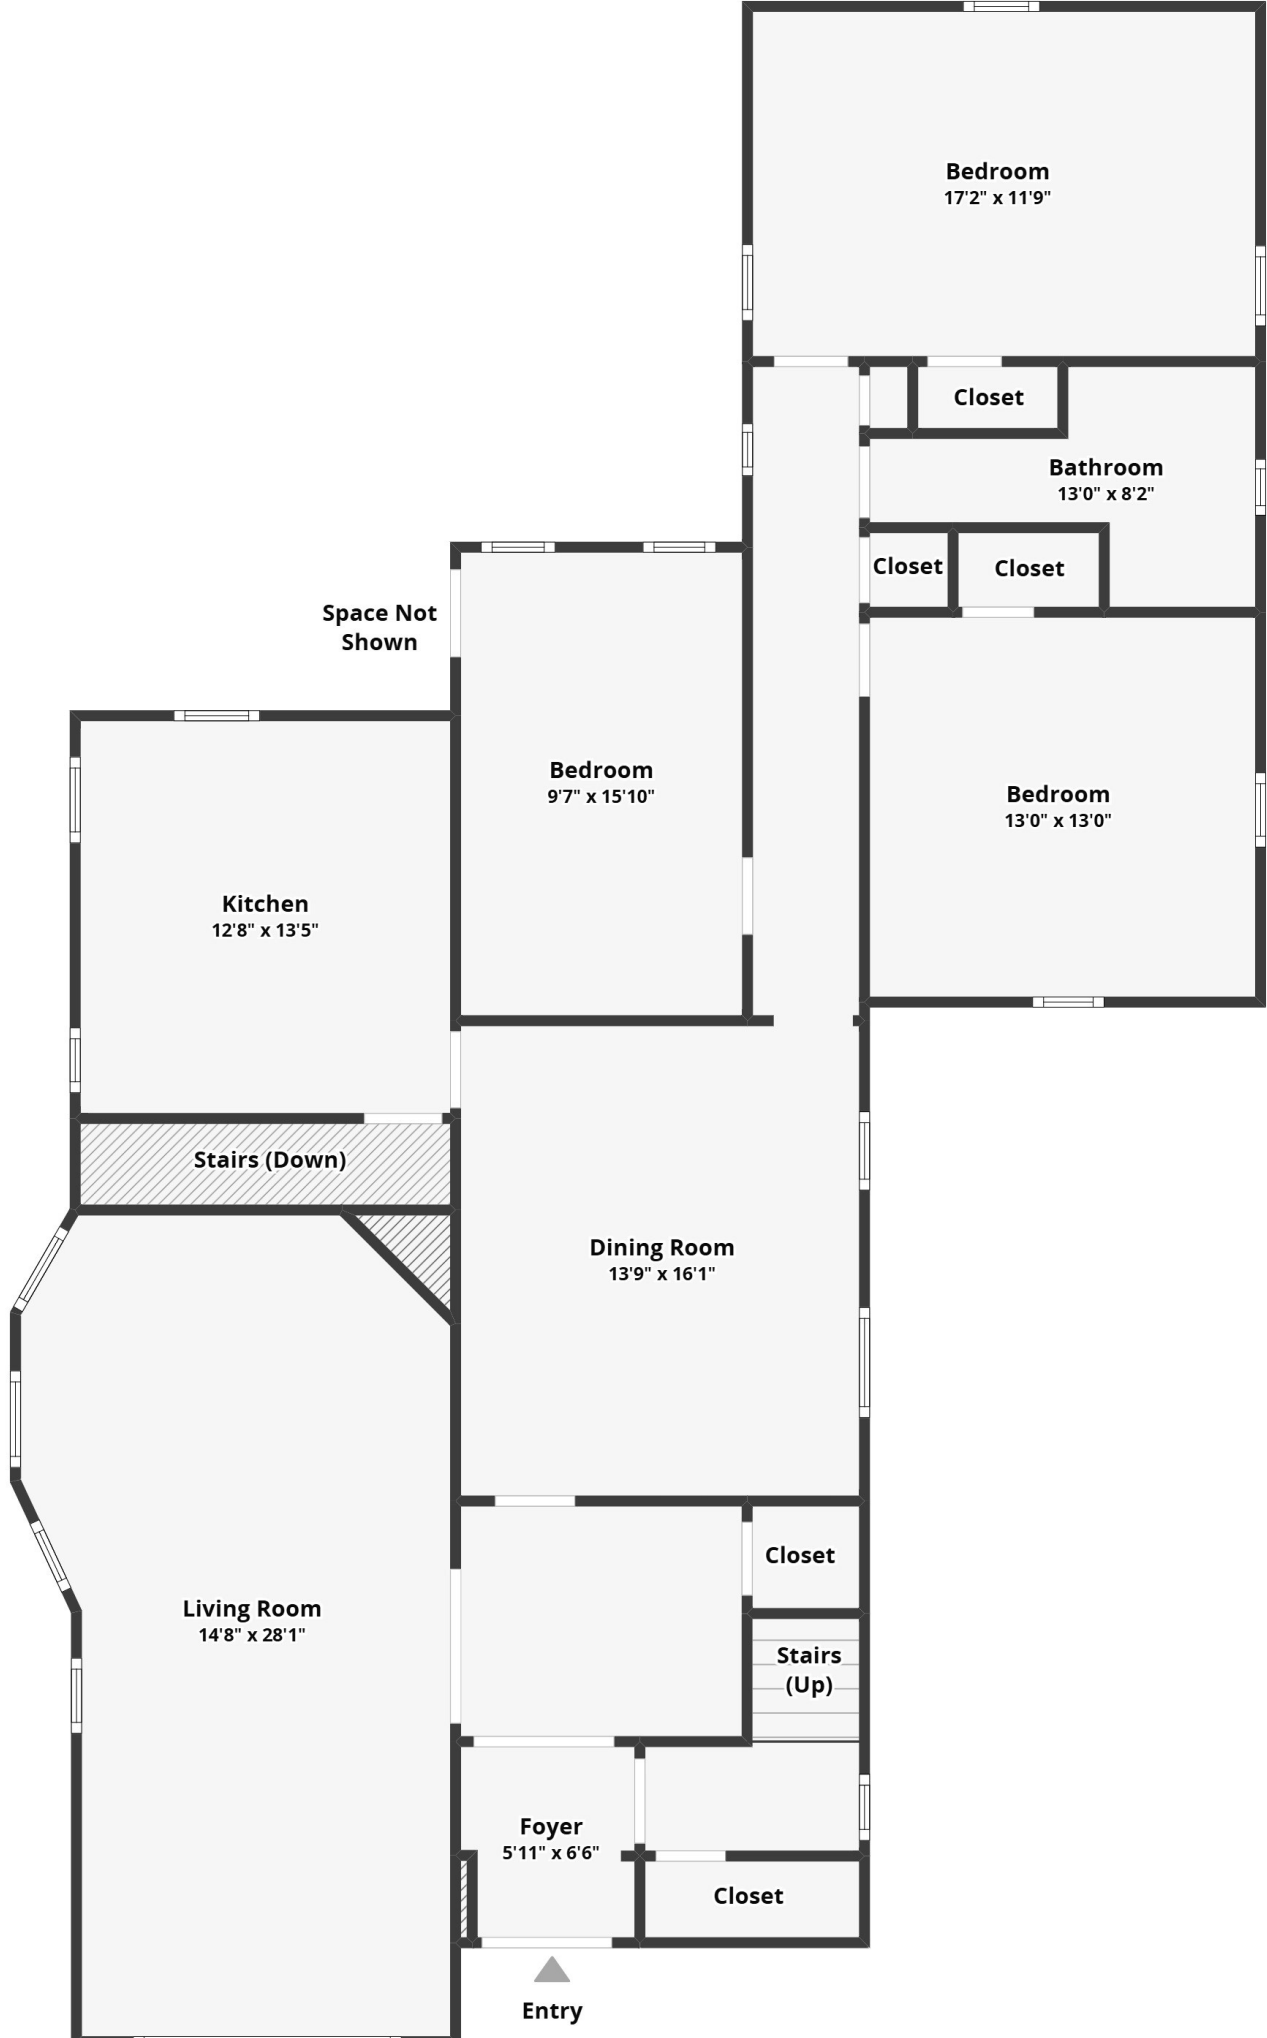 Bedroom
17'2" x 11'9"
Closet
Bathroom
13'0" x 8'2"
Closet
Closet
Space Not
Shown
Bedroom
9'7" x 15'10"
Bedroom
13'0" x 13'0"
Kitchen
12'8" x 13'5"
Stairs (Down)
Dining Room
13'9" x 16'1"
Closet
Living Room
14'8" x 28'1"
Stairs
(Up)
Foyer
5'11" x 6'6"
Closet
Entry